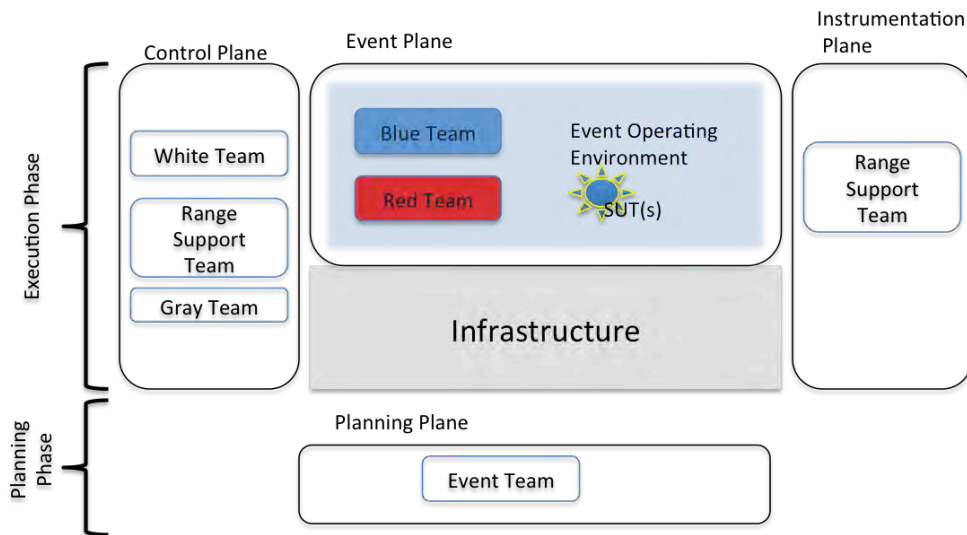 Control Plane
Event Plane
Instrumentation
Plane
Execution Phase
White Team
Range
Support
Team
Gray Team
Blue Team
Red Team
Event Operating
Environment
SUT(s)
Range
Support
Team
Infrastructure
Planning
Phase
Planning Plane
Event Team